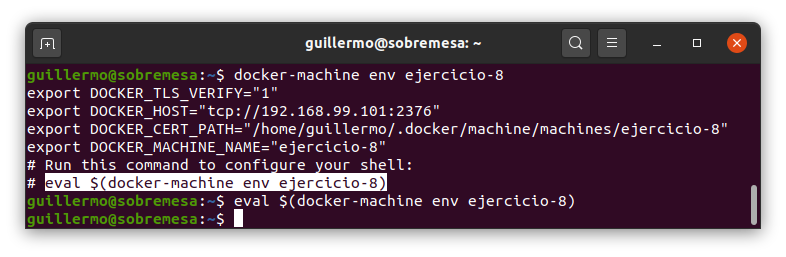 guillermo@sobremesa: ~
guillermo@sobremesa:~$ docker-machine env ejercicio-8
export DOCKER_TLS_VERIFY="1"
export DOCKER_HOST="tcp://192.168.99.101:2376"
export DOCKER_CERT_PATH="/home/guillermo/.docker/machine/machines/ejercicio-8"
export DOCKER_MACHINE_NAME="ejercicio-8"
# Run this command to configure your shell:
# eval $(docker-machine env ejercicio-8)
guillermo@sobremesa:~$ eval $(docker-machine env ejercicio-8)
guillermo@sobremesa:~$